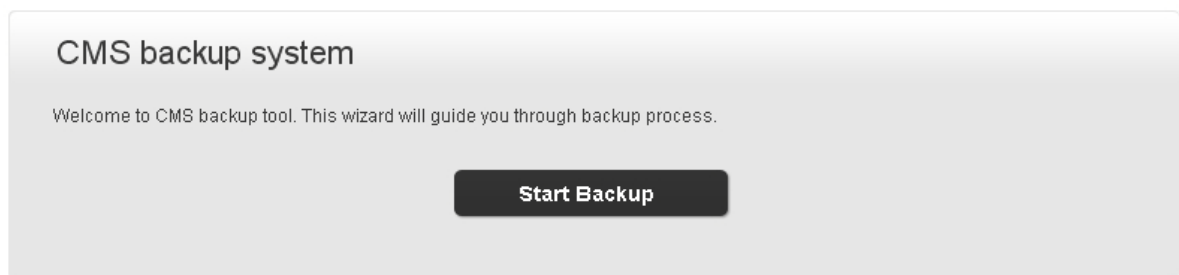 CMS backup system
Welcome to CMS backup tool. This wizard will guide you through backup process.
Start Backup